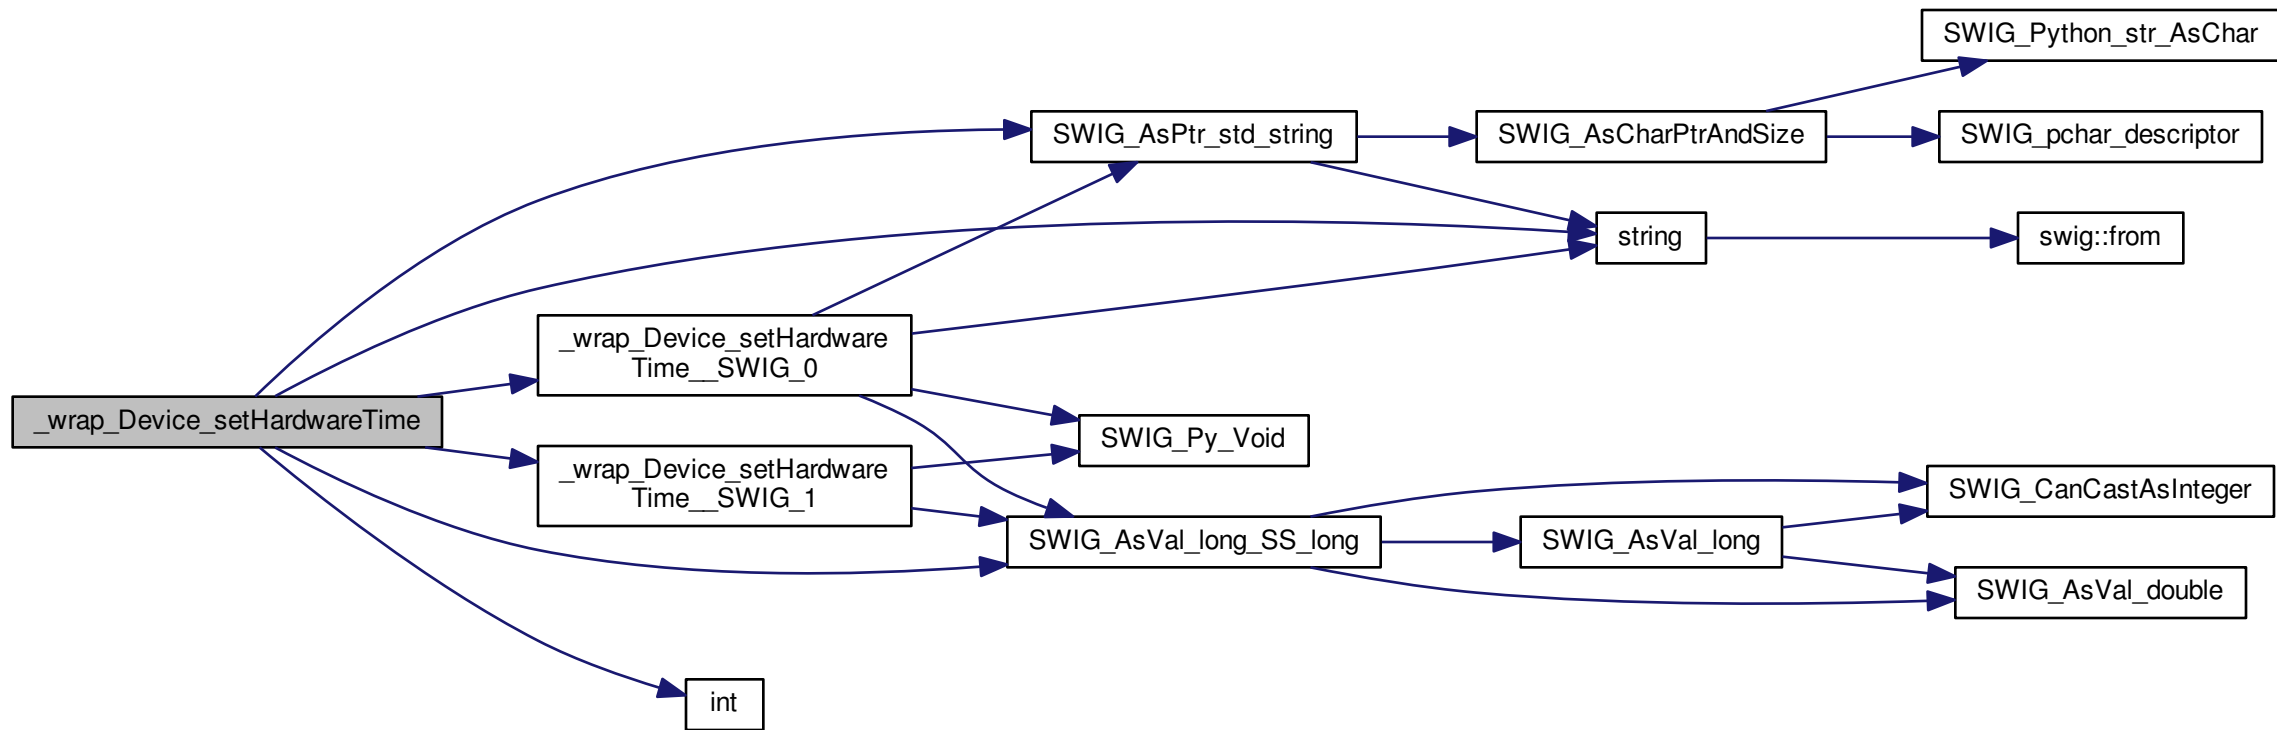 SWIG_Python_str_AsChar
SWIG_AsPtr_std_string
SWIG_AsCharPtrAndSize
SWIG_pchar_descriptor
string
swig::from
_wrap_Device_setHardware
Time__SWIG_0
_wrap_Device_setHardwareTime
SWIG_Py_Void
_wrap_Device_setHardware
Time__SWIG_1
SWIG_CanCastAsInteger
SWIG_AsVal_long_SS_long
SWIG_AsVal_long
SWIG_AsVal_double
int